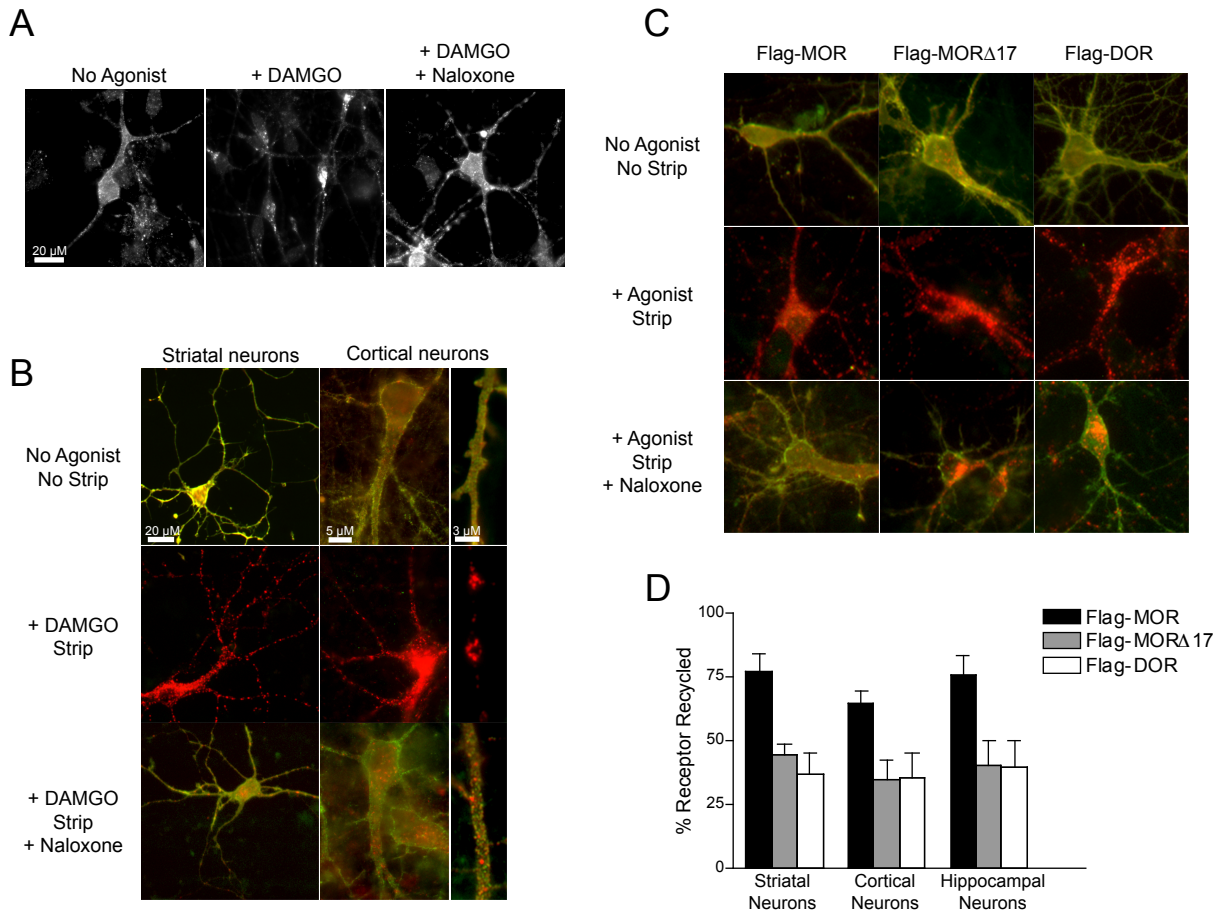 A
No Agonist
+ DAMGO
+ DAMGO
+ Naloxone
20 μM
B
Striatal neurons
Cortical neurons
No Agonist
No Strip
20 μM
5 μM
3 μM
+ DAMGO
Strip
+ DAMGO
Strip
+ Naloxone
C
Flag-MOR
Flag-MORΔ17
Flag-DOR
No Agonist
No Strip
+ Agonist
Strip
+ Agonist
Strip
+ Naloxone
D
% Receptor Recycled
100
75
50
25
0
Flag-MOR
Flag-MORΔ17
Flag-DOR
Striatal
Neurons
Cortical
Neurons
Hippocampal
Neurons